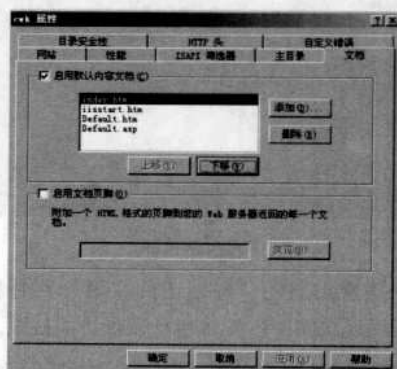 rwk 属性
目录安全性 HTTP 头 自定义错误
网站 性能 ISAPI 筛选器 主目录 文档
启用默认内容文档(C)
index.htm
iisstart.htm
Default.htm
Default.asp
添加(D)...
删除(R)
上移(U) 下移(W)
启用文档页脚(O)
附加一个 HTML 格式的页脚到您的 Web 服务器返回的每一个文
档。
浏览(B)...
确定 取消 应用(A) 帮助